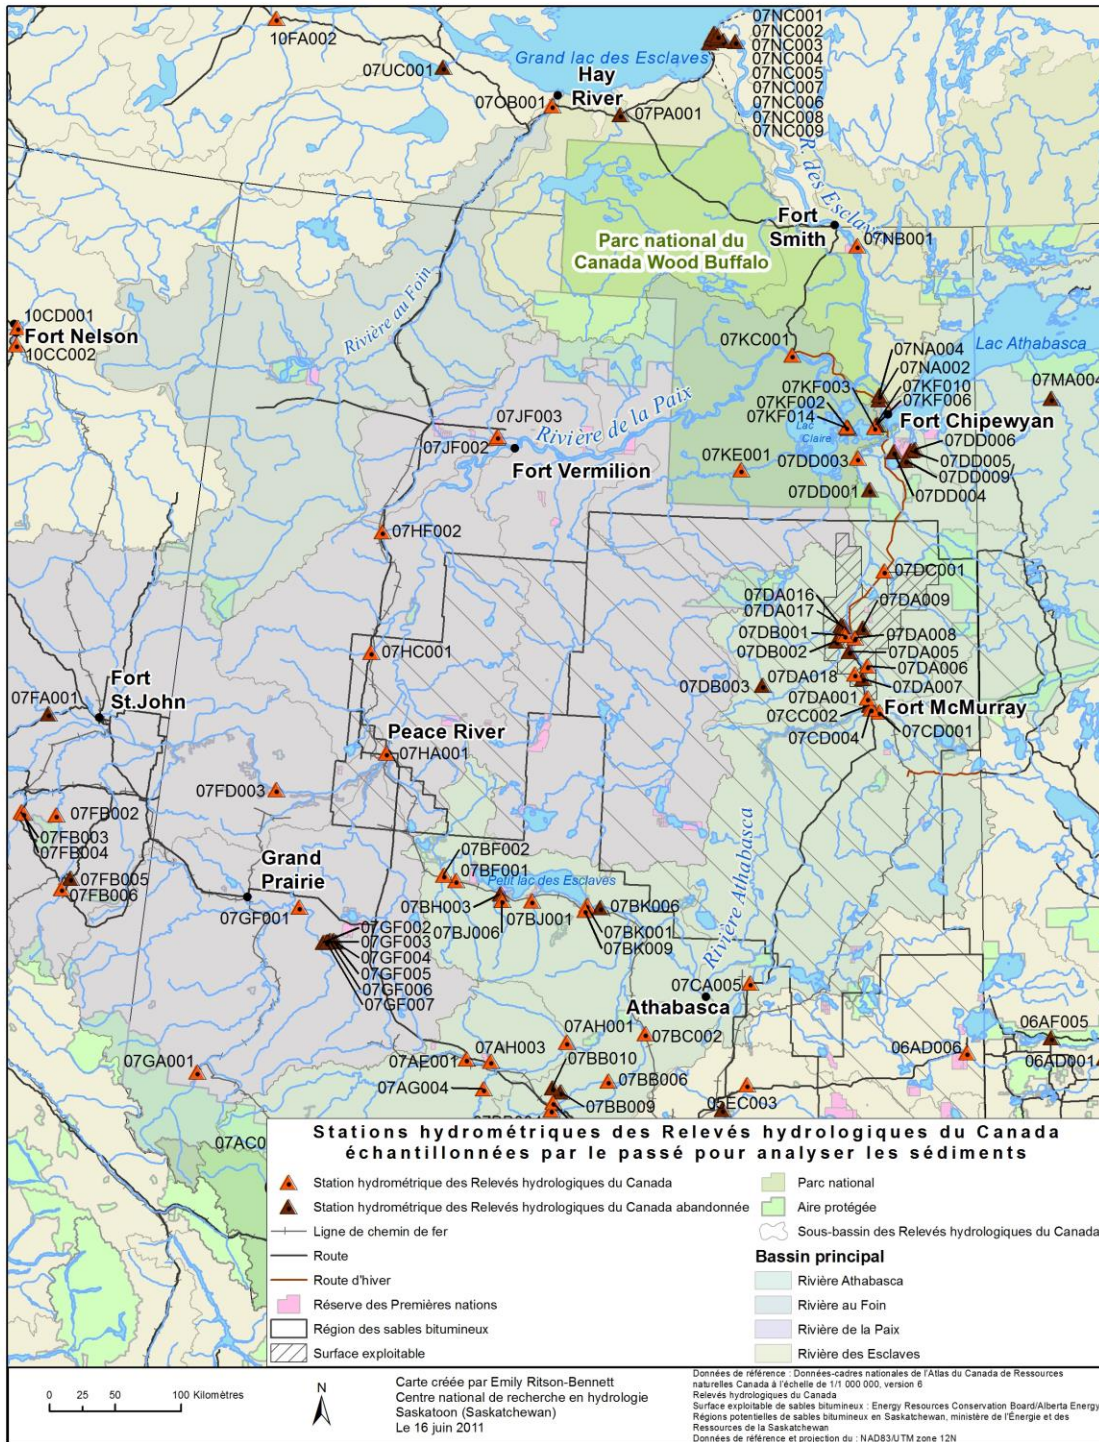 10FA002
07UC001
Grand lac des Esclaves
Hay
River
07OB001
07PA001
07NC001
07NC002
07NC003
07NC004
07NC005
07NC007
07NC006
07NC008
07NC009
R. des Esclaves
Fort
Smith
07NB001
Parc national du
Canada Wood Buffalo
Rivière au Foin
10CD001
Fort Nelson
10CC002
Lac Athabasca
07KC001
07NA004
07NA002
07KF003
07KF010
07KF002
07KF006
07KF014
07MA004
Fort Chipewyan
Lac
Claire
07JF003
Rivière de la Paix
07JF002
Fort Vermilion
07KE001
07DD003
07DD006
07DD005
07DD009
07DD001
07DD004
07HF002
07DC001
07DA016
07DA017
07DA009
07DB001
07DA008
07DB002
07DA005
07DA006
07HC001
07DB003
07DA018
07DA007
07DA001
Fort McMurray
07CC002
07CD004
07CD001
07FA001
Fort
St.John
Peace River
07HA001
07FD003
07FB002
07FB003
07FB004
07FB005
07FB006
Grand
Prairie
07BF002
07BF001
Petit lac des Esclaves
07BH003
07BJ001
07BK006
07BJ006
07BK001
07BK009
Rivière Athabasca
07GF001
07GF002
07GF003
07GF004
07GF005
07GF006
07GF007
07CA005
Athabasca
07AH001
07BC002
06AF005
06AD006
06AD001
07GA001
07AE001
07AH003
07BB010
07AG004
07BB006
07BB009
05EC003
07AC0
Stations hydrométriques des Relevés hydrologiques du Canada
échantillonnées par le passé pour analyser les sédiments
Station hydrométrique des Relevés hydrologiques du Canada
Station hydrométrique des Relevés hydrologiques du Canada abandonnée
Ligne de chemin de fer
Route
Route d'hiver
Réserve des Premières nations
Région des sables bitumineux
Surface exploitable
Parc national
Aire protégée
Sous-bassin des Relevés hydrologiques du Canada
Bassin principal
Rivière Athabasca
Rivière au Foin
Rivière de la Paix
Rivière des Esclaves
0 25 50 100 Kilomètres
N
Carte créée par Emily Ritson-Bennett
Centre national de recherche en hydrologie
Saskatoon (Saskatchewan)
Le 16 juin 2011
Données de référence : Données-cadres nationales de l'Atlas du Canada de Ressources
naturelles Canada à l'échelle de 1/1 000 000, version 6
Relevés hydrologiques du Canada
Surface exploitable de sables bitumineux : Energy Resources Conservation Board/Alberta Energy
Régions potentielles de sables bitumineux en Saskatchewan, ministère de l'Énergie et des
Ressources de la Saskatchewan
Données de référence et projection du : NAD83/UTM zone 12N